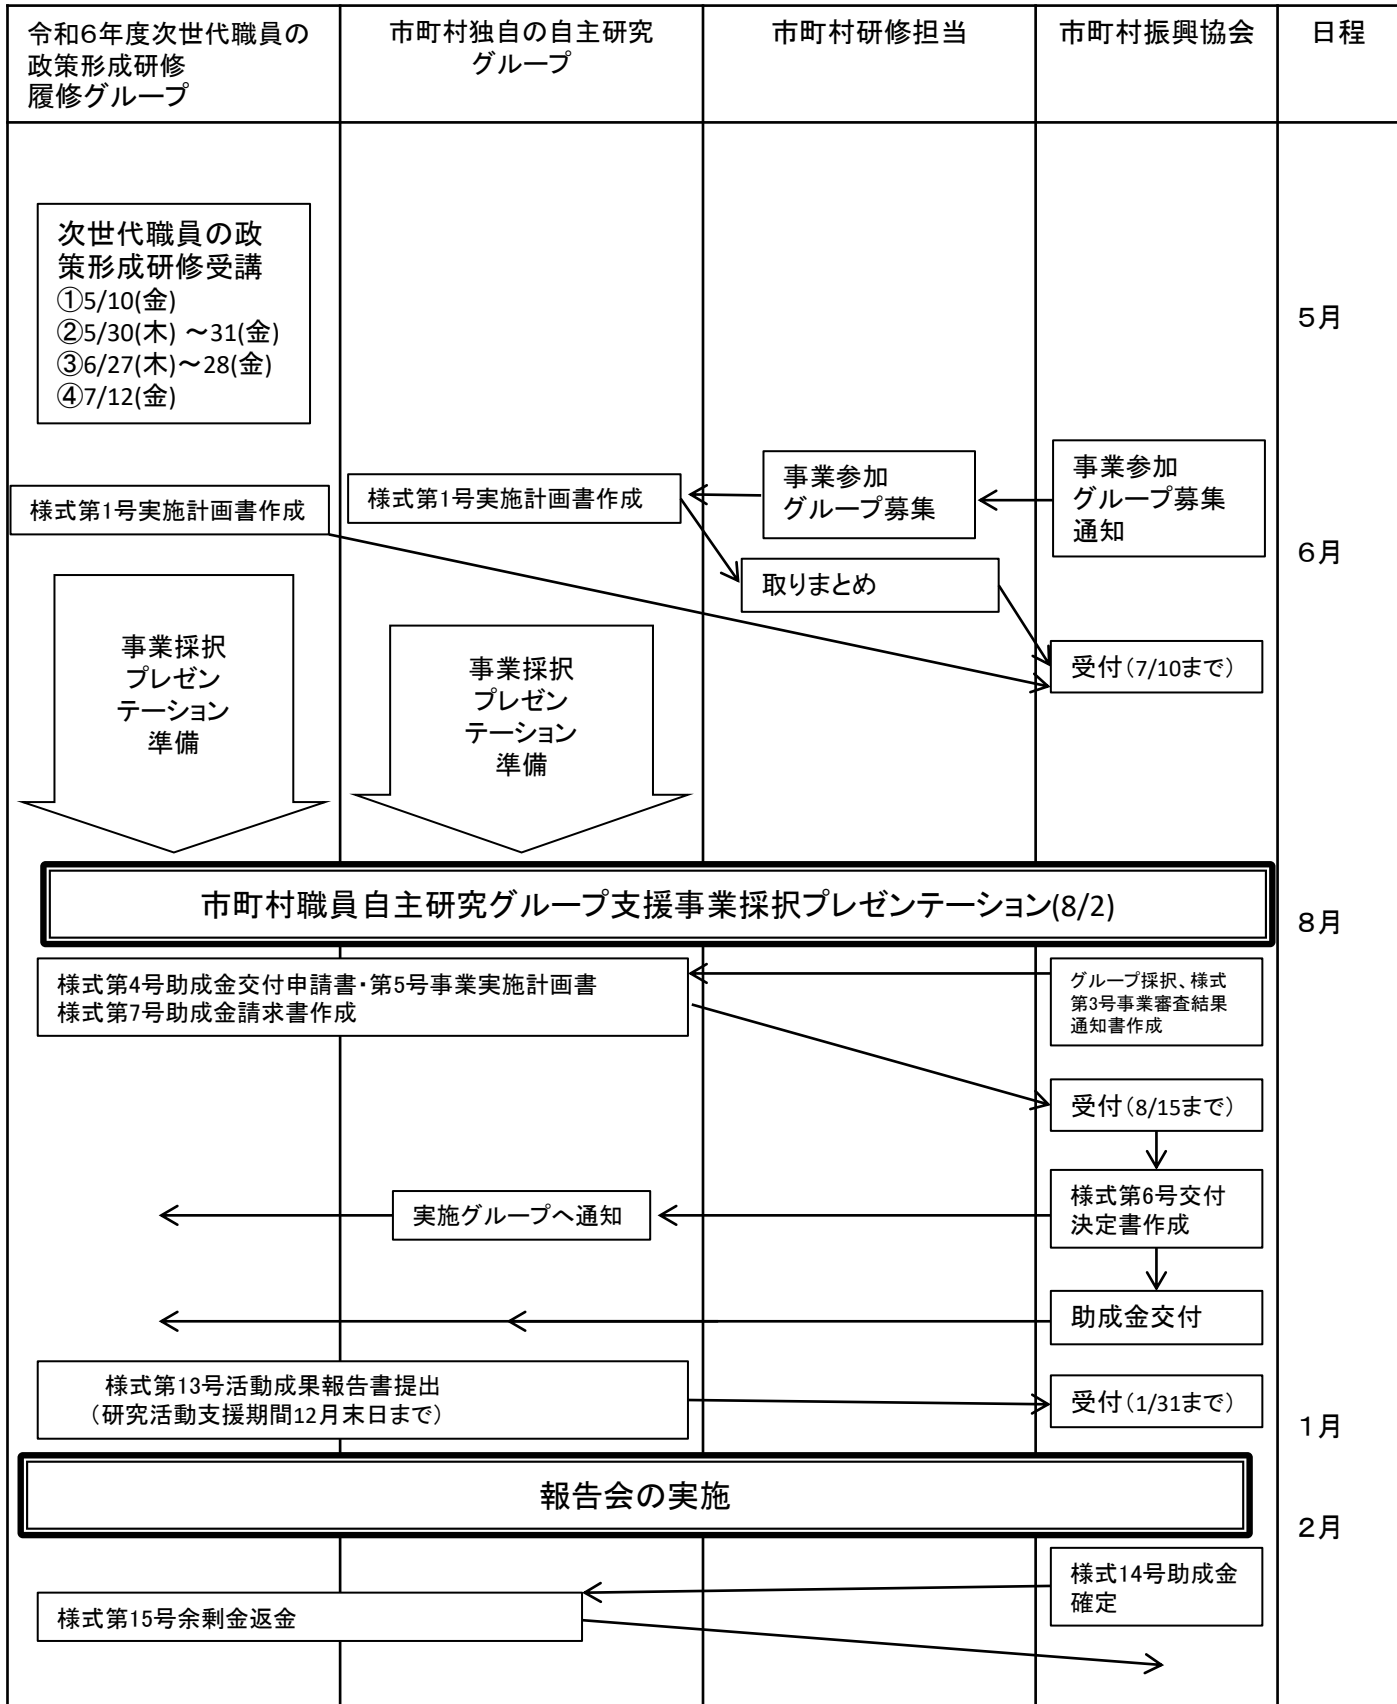 令和6年度次世代職員の
政策形成研修
履修グループ
市町村独自の自主研究
グループ
市町村研修担当
市町村振興協会
日程
次世代職員の政
策形成研修受講
①5/10(金)
②5/30(木) ～31(金)
③6/27(木)～28(金)
④7/12(金)
5月
様式第1号実施計画書作成
様式第1号実施計画書作成
事業参加
グループ募集
事業参加
グループ募集
通知
6月
取りまとめ
受付(7/10まで)
事業採択
プレゼン
テーション
準備
事業採択
プレゼン
テーション
準備
市町村職員自主研究グループ支援事業採択プレゼンテーション(8/2)
8月
様式第4号助成金交付申請書・第5号事業実施計画書
様式第7号助成金請求書作成
グループ採択、様式
第3号事業審査結果
通知書作成
受付(8/15まで)
実施グループへ通知
様式第6号交付
決定書作成
助成金交付
様式第13号活動成果報告書提出
(研究活動支援期間12月末日まで)
受付(1/31まで)
1月
報告会の実施
2月
様式14号助成金
確定
様式第15号余剰金返金